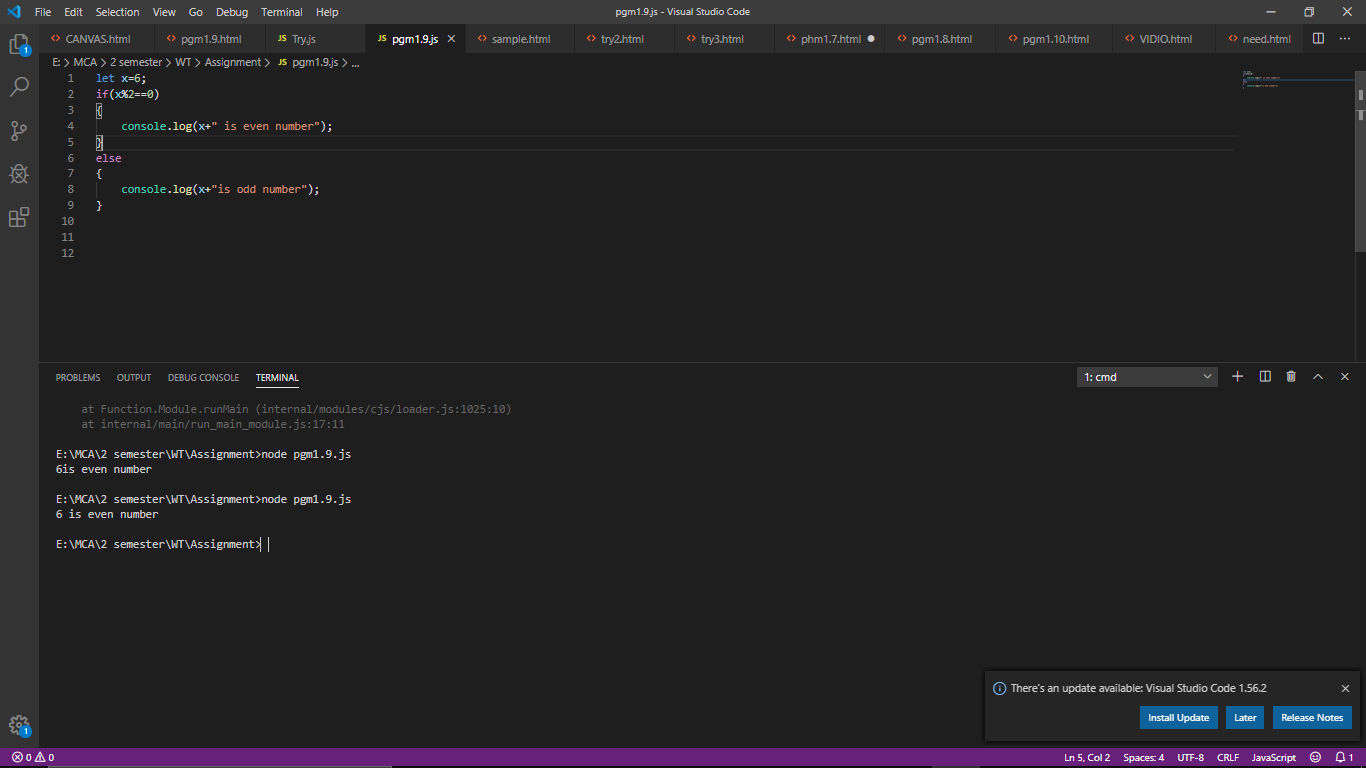 File Edit Selection View Go Debug Terminal Help pgm1.9.js - Visual Studio Code
CANVAS.html pgm1.9.html JS Try.js JS pgm1.9.js sample.html try2.html try3.html phm1.7.html pgm1.8.html pgm1.10.html VIDIO.html need.html
E: > MCA > 2 semester > WT > Assignment > JS pgm1.9.js > ...
1 let x=6;
2 if(x%2==0)
3 {
4 console.log(x+" is even number");
5 }
6 else
7 {
8 console.log(x+"is odd number");
9 }
10
11
12
PROBLEMS OUTPUT DEBUG CONSOLE TERMINAL 1: cmd
at Function.Module.runMain (internal/modules/cjs/loader.js:1025:10)
at internal/main/run_main_module.js:17:11
E:\MCA\2 semester\WT\Assignment>node pgm1.9.js
6is even number
E:\MCA\2 semester\WT\Assignment>node pgm1.9.js
6 is even number
E:\MCA\2 semester\WT\Assignment>
There's an update available: Visual Studio Code 1.56.2
Install Update Later Release Notes
1
1
0 0 Ln 5, Col 2 Spaces: 4 UTF-8 CRLF JavaScript 1